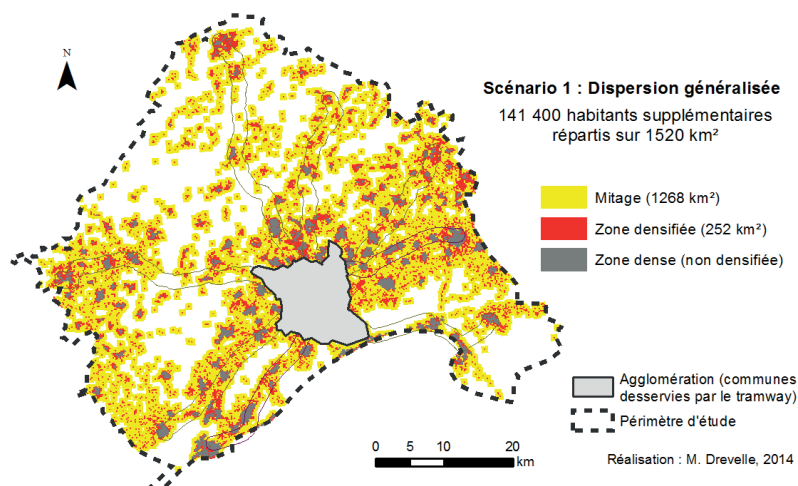 N
Scénario 1 : Dispersion généralisée
141 400 habitants supplémentaires
répartis sur 1520 km²
Mitage (1268 km²)
Zone densifiée (252 km²)
Zone dense (non densifiée)
Agglomération (communes
desservies par le tramway)
Périmètre d'étude
0 10 20
km
Réalisation : M. Drevelle, 2014